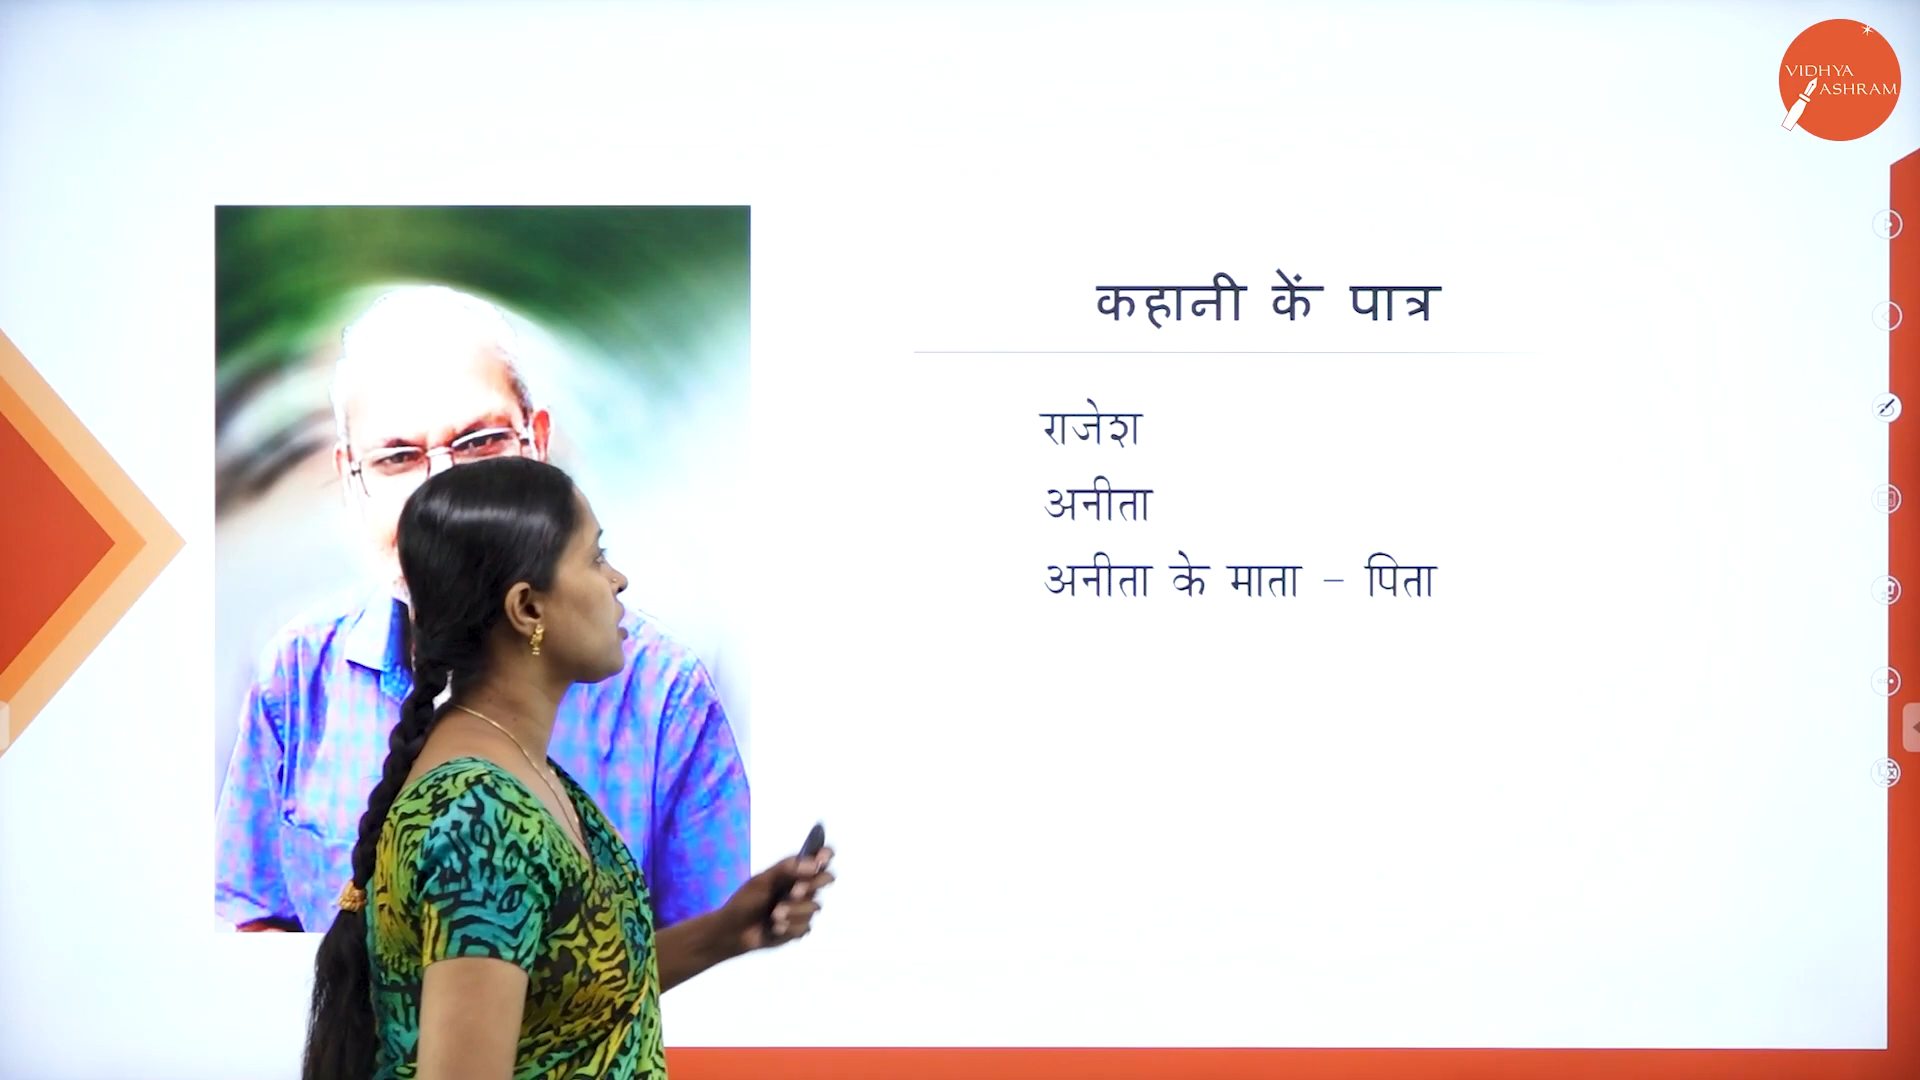 VIDHYA
ASHRAM
कहानी कें पात्र
राजेश
अनीता
अनीता के माता - पिता